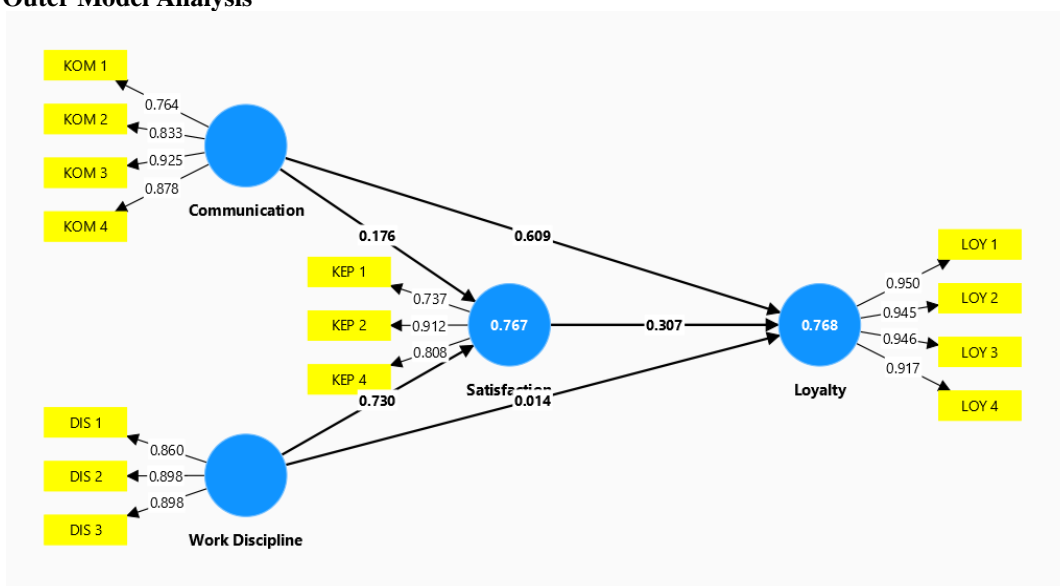 Outer Model Analysis
KOM 1
0.764
KOM 2
0.833
KOM 3
0.925
0.878
KOM 4
Communication
0.176
0.609
KEP 1
0.737
KEP 2
0.912
0.808
KEP 4
0.767
Satisfaction
0.307
0.730
0.014
0.768
Loyalty
LOY 1
0.950
LOY 2
0.945
0.946
LOY 3
0.917
LOY 4
DIS 1
0.860
DIS 2
0.898
0.898
DIS 3
Work Discipline